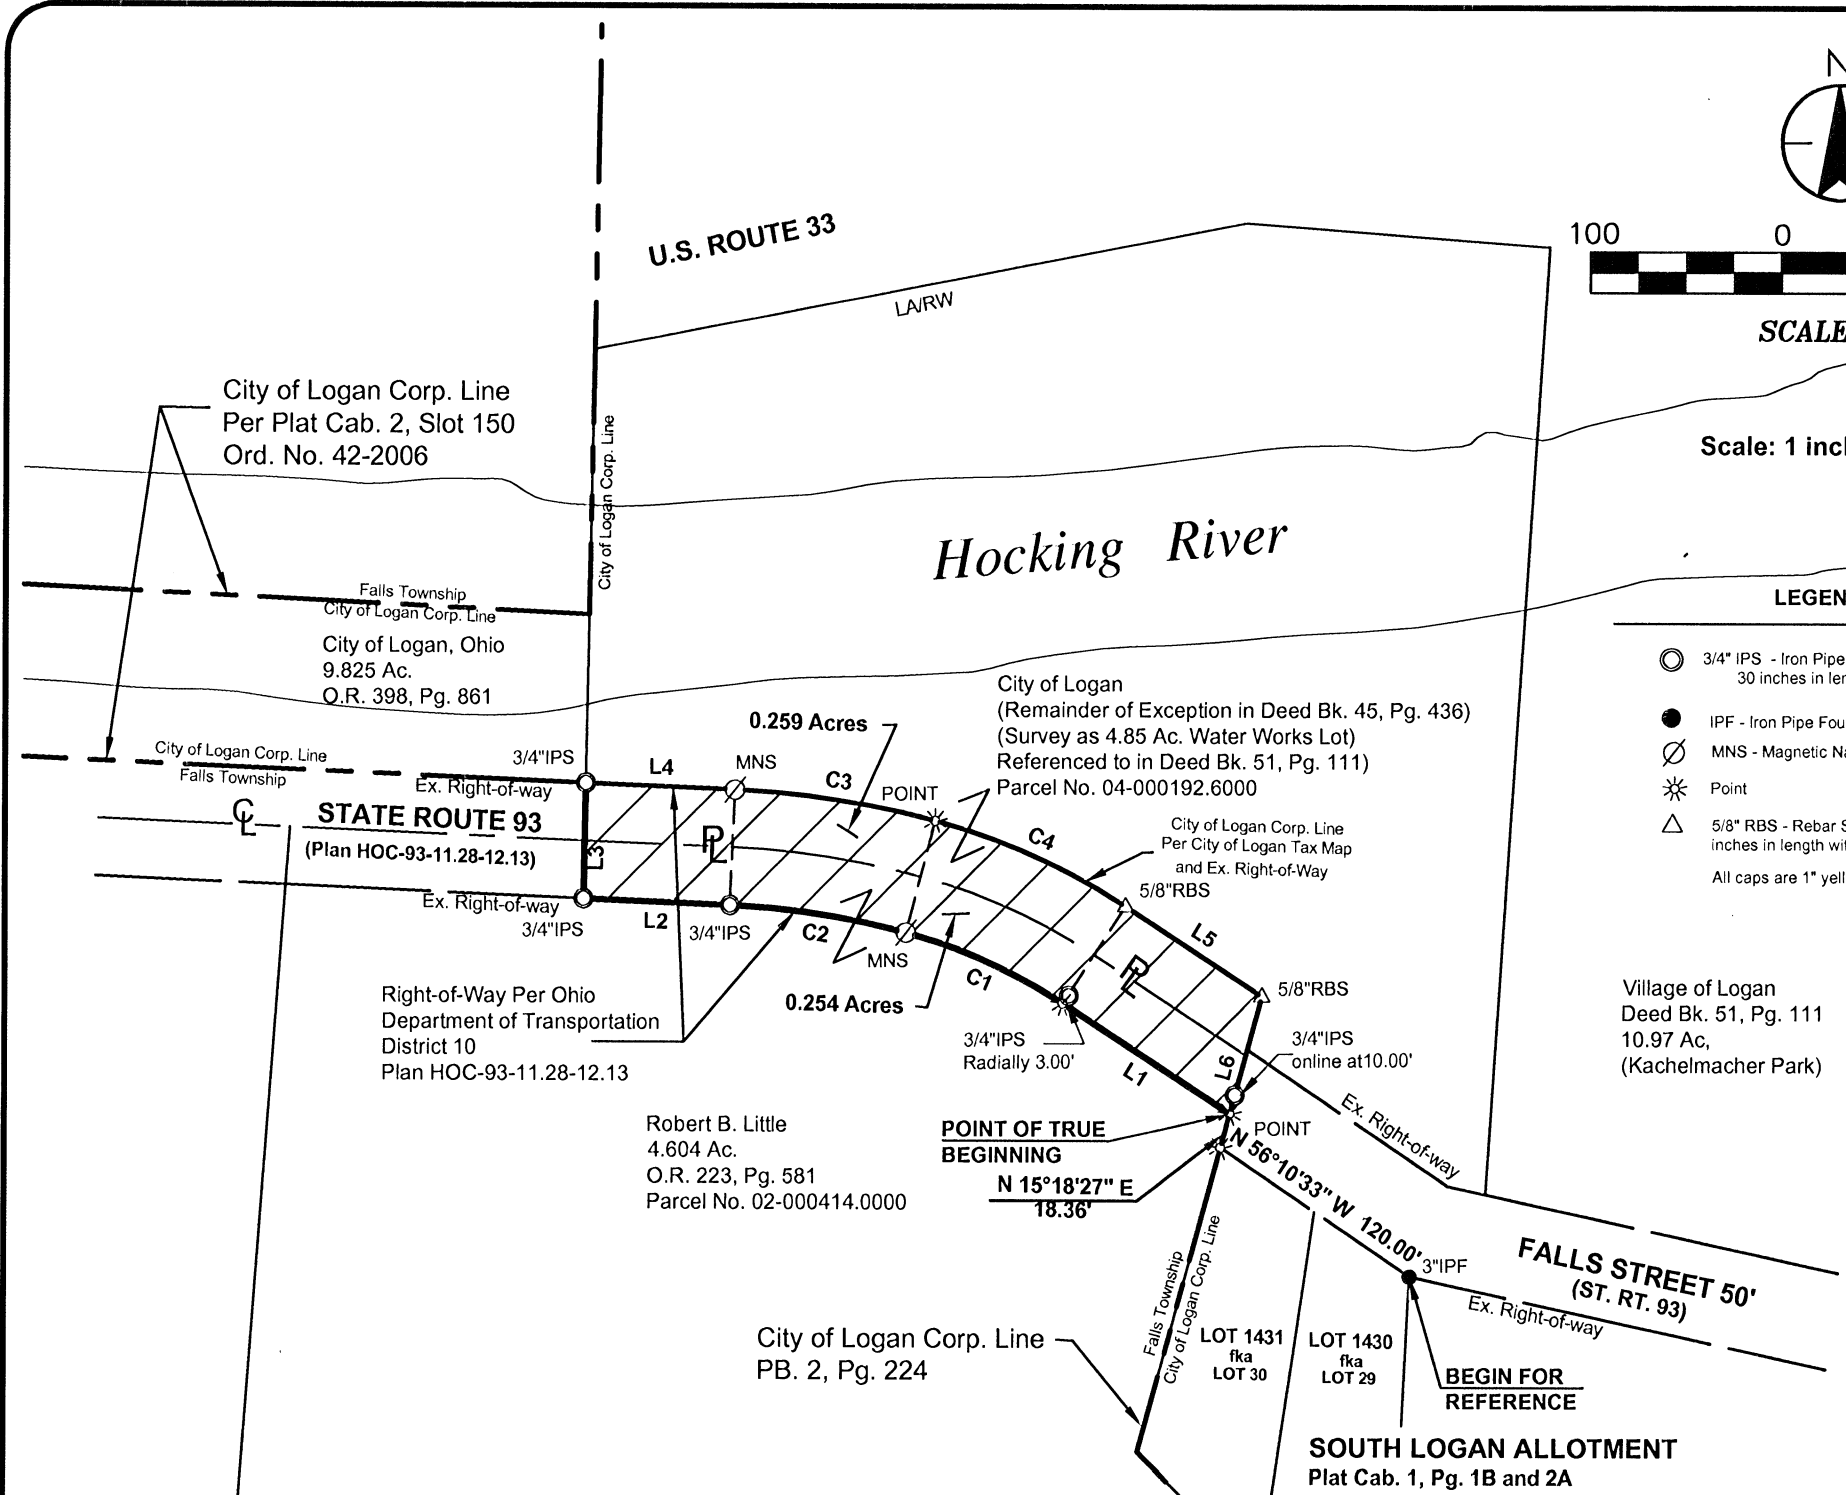 N
U.S. ROUTE 33
LA/RW
100 0
SCALE
City of Logan Corp. Line
Per Plat Cab. 2, Slot 150
Ord. No. 42-2006
City of Logan Corp. Line
Scale: 1 incl
Hocking River
Falls Township
City of Logan Corp. Line
LEGEN
City of Logan, Ohio
9.825 Ac.
O.R. 398, Pg. 861
3/4" IPS - Iron Pipe
30 inches in ler
IPF - Iron Pipe Fou
MNS - Magnetic Na
Point
5/8" RBS - Rebar S
inches in length wit
All caps are 1" yell
City of Logan
(Remainder of Exception in Deed Bk. 45, Pg. 436)
(Survey as 4.85 Ac. Water Works Lot)
Referenced to in Deed Bk. 51, Pg. 111)
Parcel No. 04-000192.6000
0.259 Acres
City of Logan Corp. Line
Falls Township
3/4"IPS
L4
MNS
C3
POINT
Ex. Right-of-way
CL
STATE ROUTE 93
(Plan HOC-93-11.28-12.13)
L3
PL
C4
City of Logan Corp. Line
Per City of Logan Tax Map
and Ex. Right-of-Way
5/8"RBS
Ex. Right-of-way
3/4"IPS
L2
3/4"IPS
C2
MNS
C1
L5
PL
5/8"RBS
0.254 Acres
Right-of-Way Per Ohio
Department of Transportation
District 10
Plan HOC-93-11.28-12.13
3/4"IPS
Radially 3.00'
L1
L6
3/4"IPS
online at10.00'
Village of Logan
Deed Bk. 51, Pg. 111
10.97 Ac,
(Kachelmacher Park)
Robert B. Little
4.604 Ac.
O.R. 223, Pg. 581
Parcel No. 02-000414.0000
POINT OF TRUE
BEGINNING
POINT
N 15°18'27" E
18.36'
N 56°10'33" W 120.00'
Ex. Right-of-way
3"IPF
FALLS STREET 50'
(ST. RT. 93)
Ex. Right-of-way
Falls Township
City of Logan Corp. Line
City of Logan Corp. Line
PB. 2, Pg. 224
LOT 1431
fka
LOT 30
LOT 1430
fka
LOT 29
BEGIN FOR
REFERENCE
SOUTH LOGAN ALLOTMENT
Plat Cab. 1, Pg. 1B and 2A